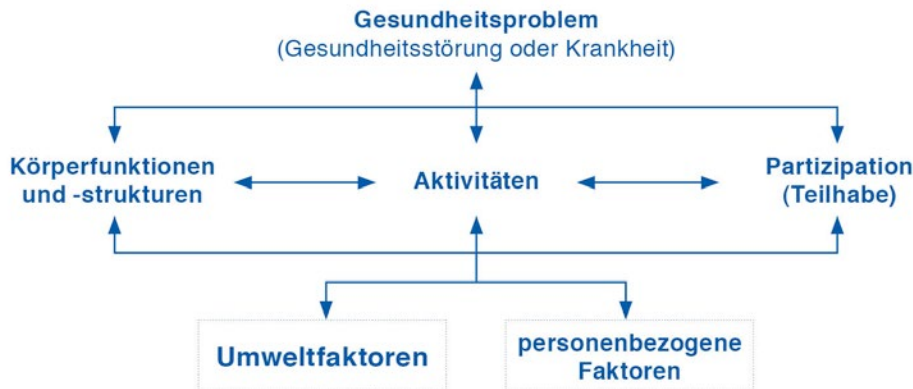 Gesundheitsproblem
(Gesundheitsstörung oder Krankheit)
Körperfunktionen
und -strukturen
Aktivitäten
Partizipation
(Teilhabe)
Umweltfaktoren
personenbezogene
Faktoren